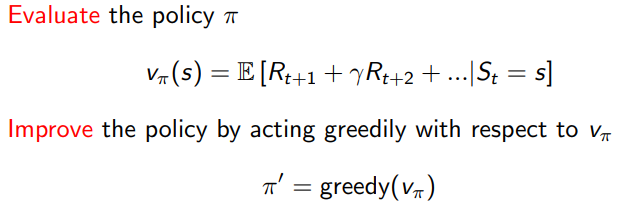 Evaluate the policy π
v_π(s) = 𝔼 [R_{t+1} + γR_{t+2} + ...|S_t = s]
Improve the policy by acting greedily with respect to v_π
π′ = greedy(v_π)